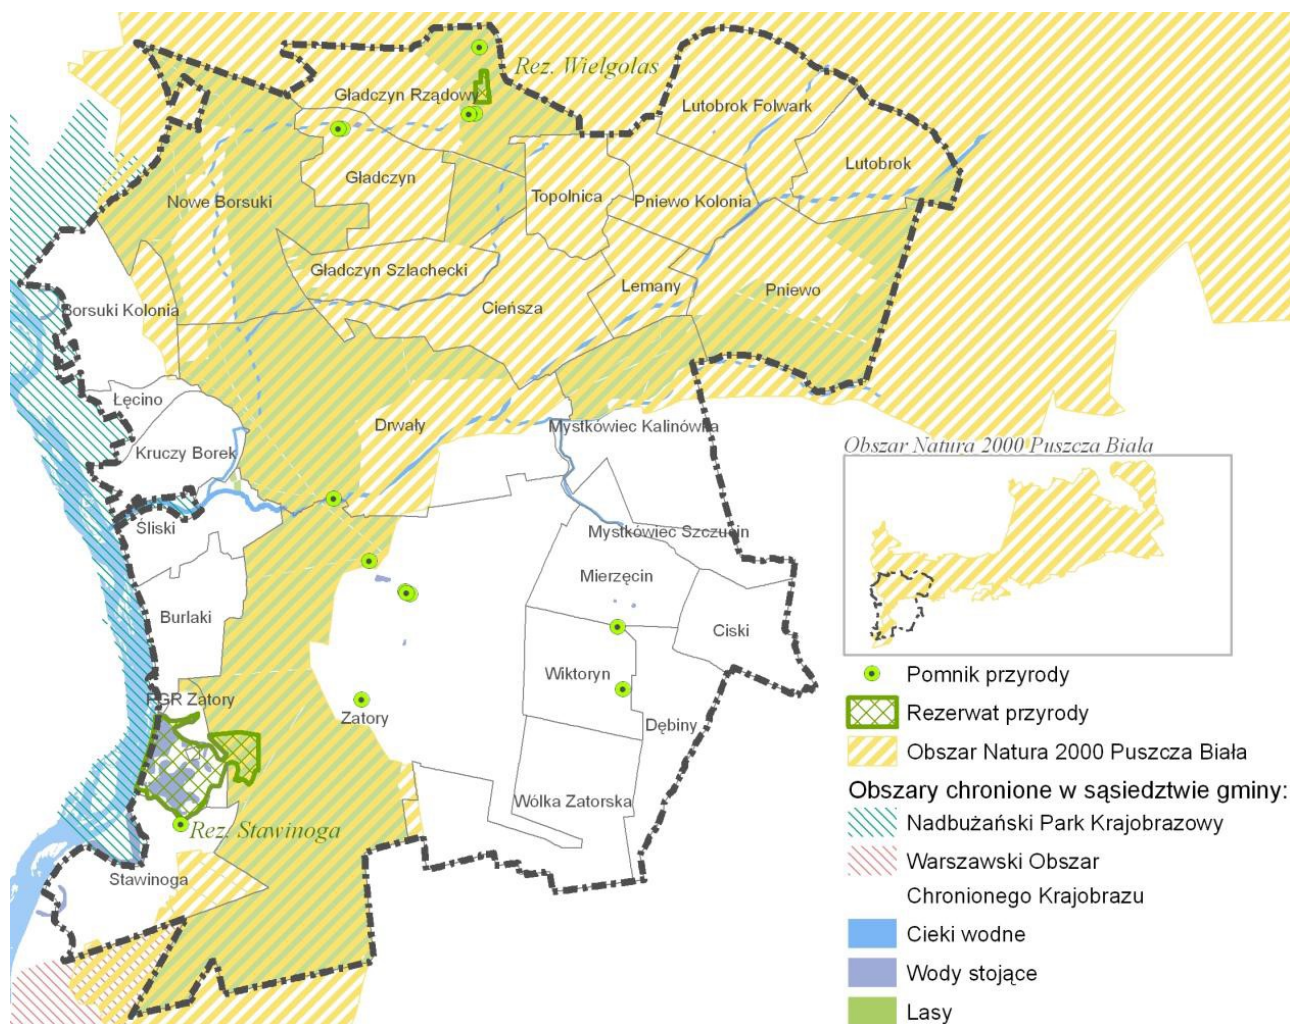 Rez. Wielgolas
Gładczyn Rządowy
Lutobrok Folwark
Lutobrok
Gładczyn
Topolnica
Nowe Borsuki
Pniewo Kolonia
Gładczyn Szlachecki
Lemany
Pniewo
Cieńsza
Borsuki Kolonia
Łęcino
Drwały
Mystkówiec Kalinówka
Kruczy Borek
Obszar Natura 2000 Puszcza Biała
Śliski
Mystkówiec Szczucin
Mierzęcin
Burlaki
Ciski
Wiktoryn
PGR Zatory
Zatory
Dębiny
Wólka Zatorska
Rez. Stawinoga
Stawinoga
Pomnik przyrody
Rezerwat przyrody
Obszar Natura 2000 Puszcza Biała
Obszary chronione w sąsiedztwie gminy:
Nadbużański Park Krajobrazowy
Warszawski Obszar
Chronionego Krajobrazu
Cieki wodne
Wody stojące
Lasy